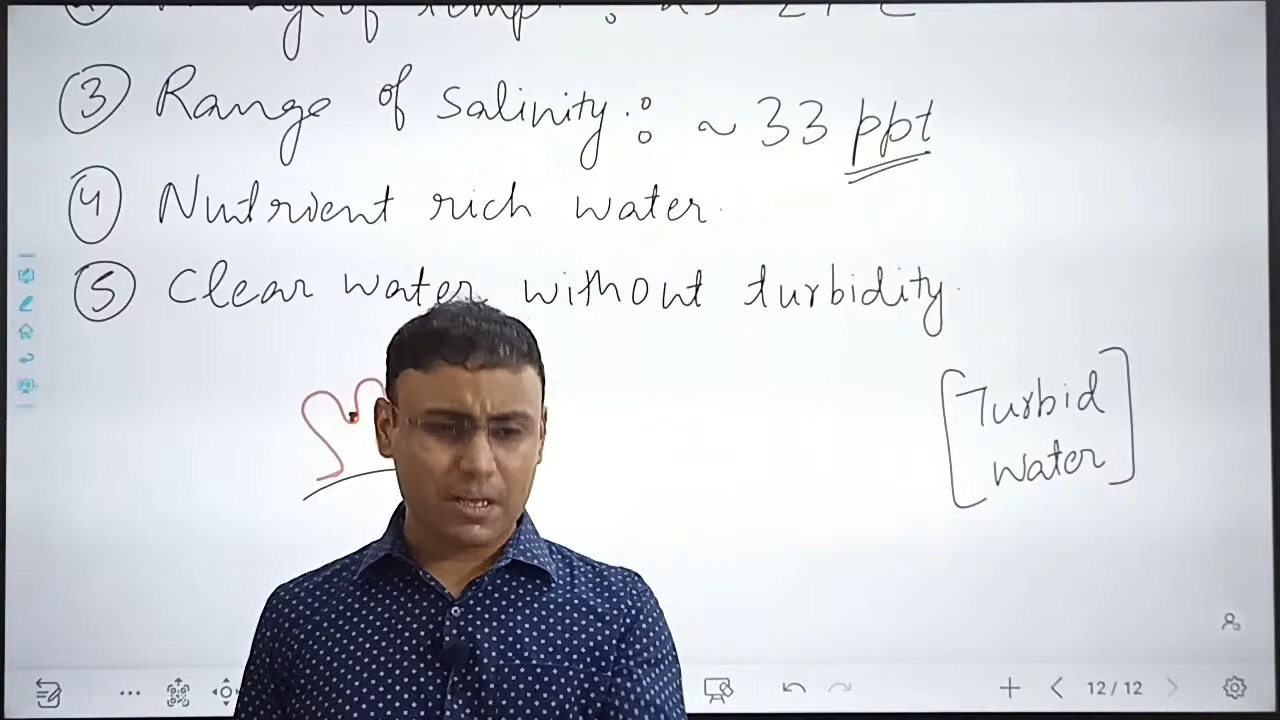 ③ Range of Salinity : ~ 33 ppt
④ Nutrient rich water.
⑤ Clear water without turbidity.
[Turbid
water]
12/12